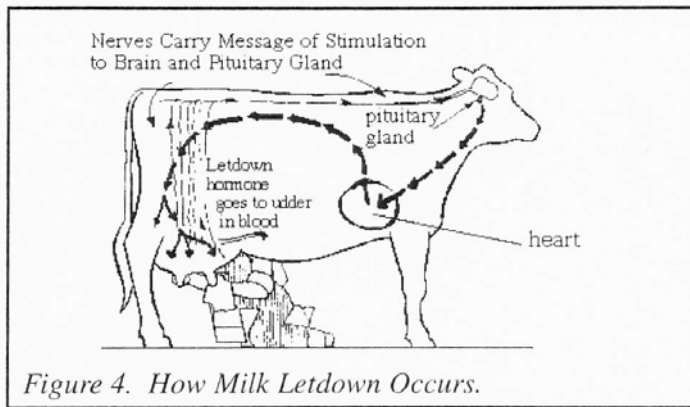 Nerves Carry Message of Stimulation
to Brain and Pituitary Gland
pituitary
gland
Letdown
hormone
goes to udder
in blood
heart
Figure 4. How Milk Letdown Occurs.